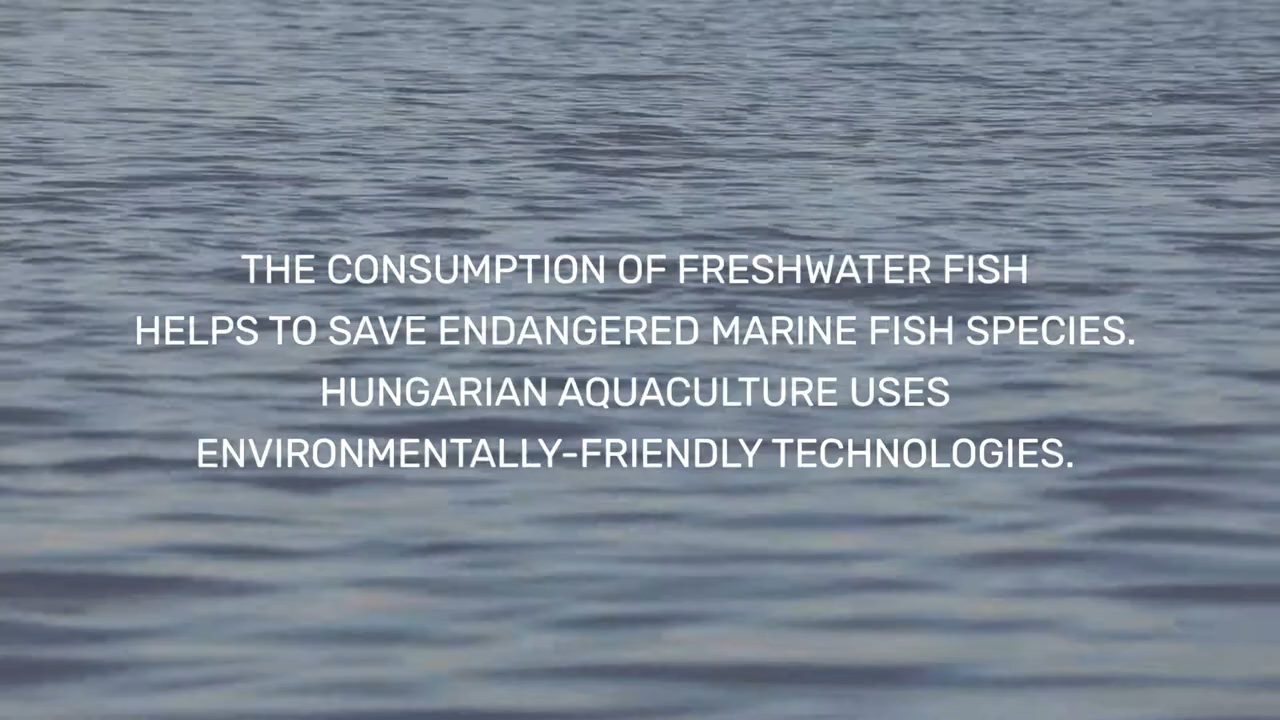 THE CONSUMPTION OF FRESHWATER FISH
HELPS TO SAVE ENDANGERED MARINE FISH SPECIES.
HUNGARIAN AQUACULTURE USES
ENVIRONMENTALLY-FRIENDLY TECHNOLOGIES.